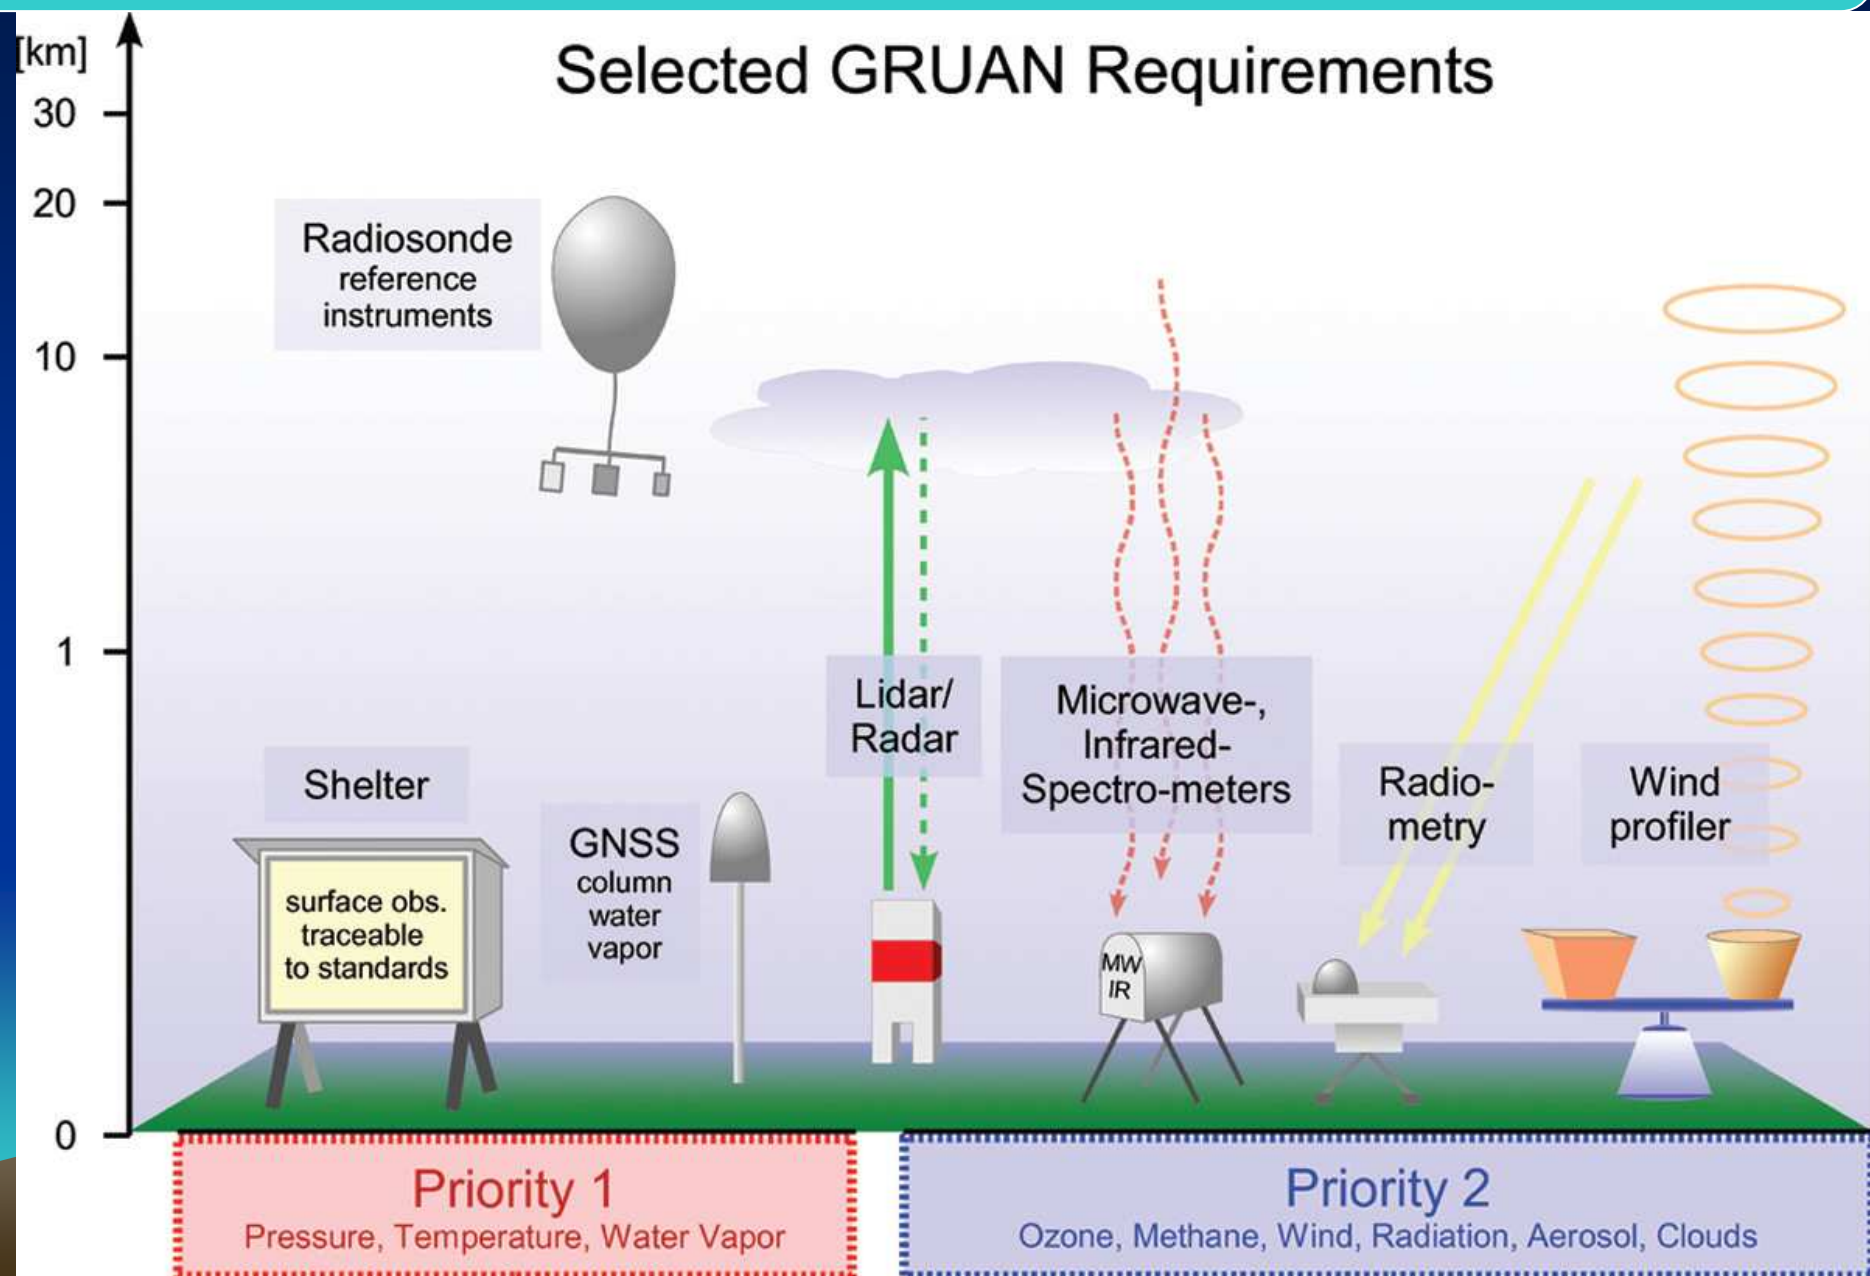 [km]
Selected GRUAN Requirements
30
20
10
1
0
Radiosonde
reference
instruments
Shelter
surface obs.
traceable
to standards
GNSS
column
water
vapor
Lidar/
Radar
Microwave-,
Infrared-
Spectro-meters
MW
IR
Radio-
metry
Wind
profiler
Priority 1
Pressure, Temperature, Water Vapor
Priority 2
Ozone, Methane, Wind, Radiation, Aerosol, Clouds